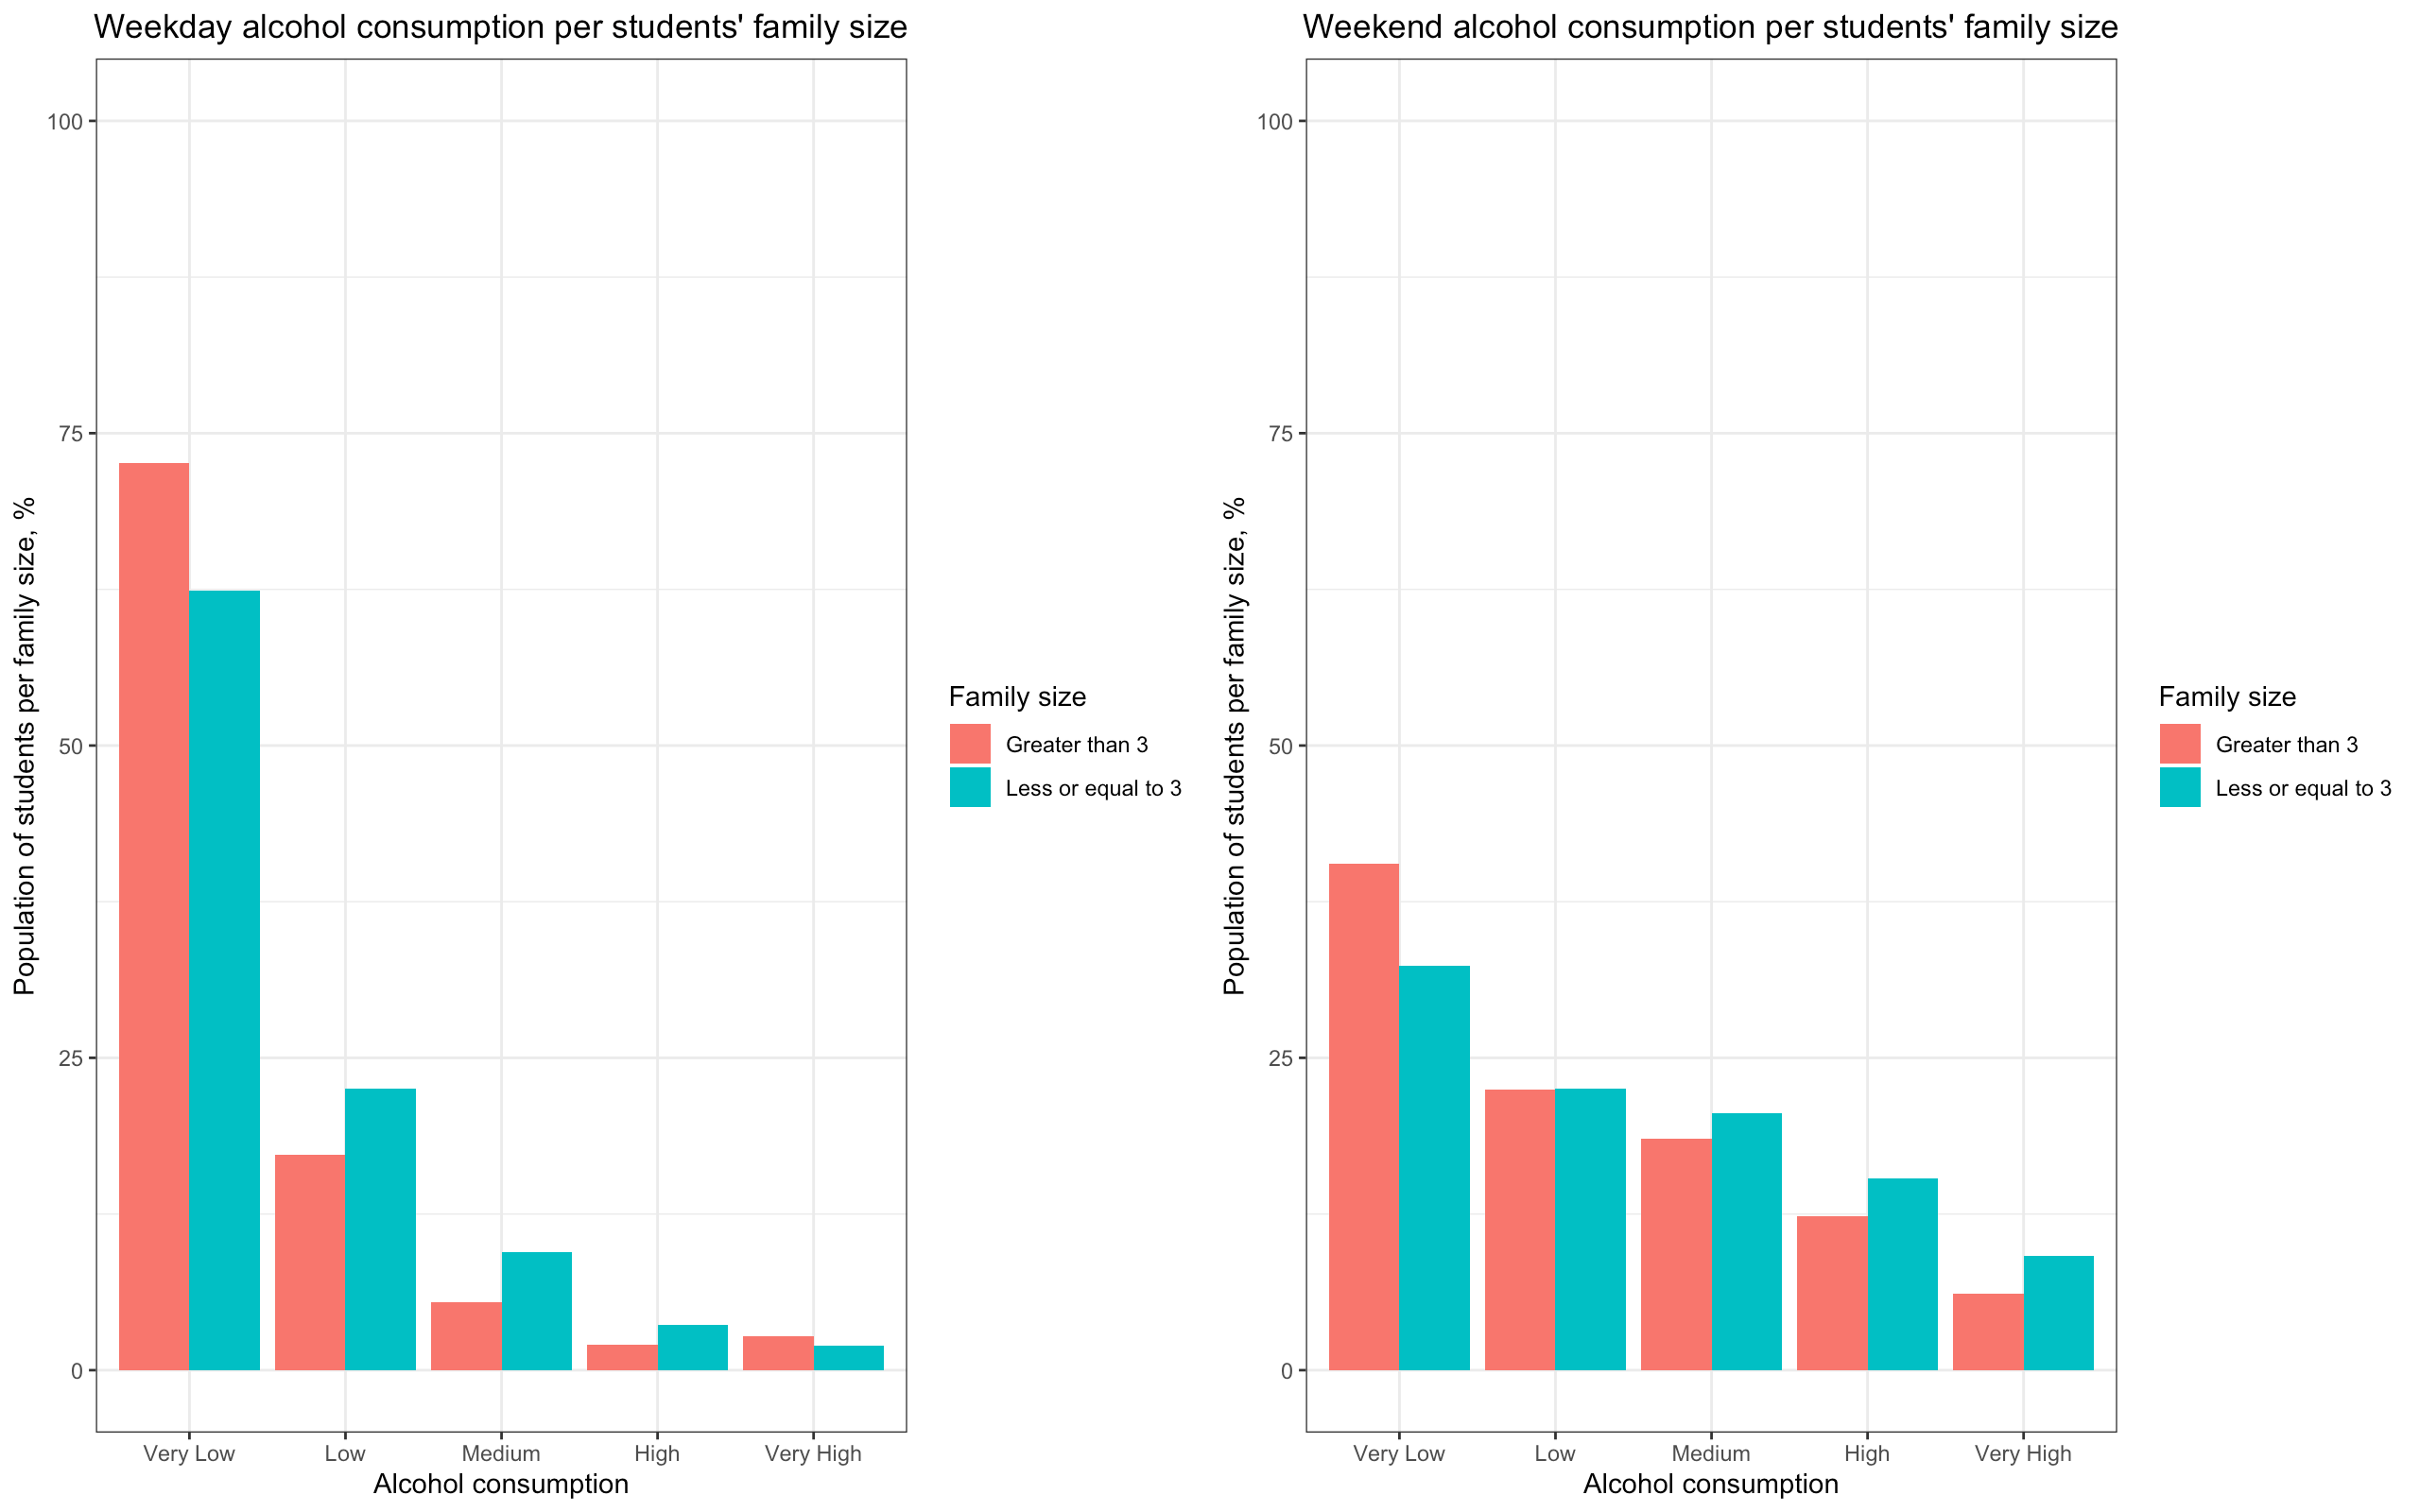 Weekday alcohol consumption per students' family size
Population of students per family size, %
100
75
50
25
0
Very Low Low Medium High Very High
Alcohol consumption
Family size
Greater than 3
Less or equal to 3
Weekend alcohol consumption per students' family size
Population of students per family size, %
100
75
50
25
0
Very Low Low Medium High Very High
Alcohol consumption
Family size
Greater than 3
Less or equal to 3